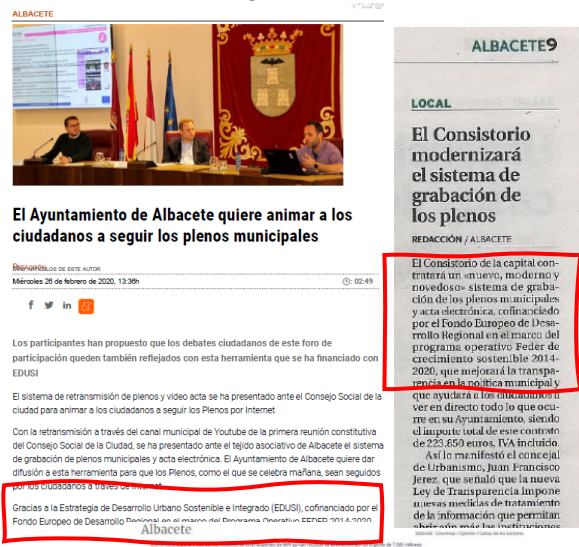 ALBACETE
El Ayuntamiento de Albacete quiere animar a los
ciudadanos a seguir los plenos municipales
ARTÍCULOS DE ESTE AUTOR
Miércoles 26 de febrero de 2020, 13:36h
02:49
Los participantes han propuesto que los debates ciudadanos de este foro de
participación queden también reflejados con esta herramienta que se ha financiado con
EDUSI
El sistema de retransmisión de plenos y video acta se ha presentado ante el Consejo Social de la
ciudad para animar a los ciudadanos a seguir los Plenos por Internet
Con la retransmisión a través del canal municipal de Youtube de la primera reunión constitutiva
del Consejo Social de la Ciudad, se ha presentado ante el tejido asociativo de Albacete el sistema
de grabación de plenos municipales y acta electrónica. El Ayuntamiento de Albacete quiere dar
difusión a esta herramienta para que los Plenos, como el que se celebra mañana, sean seguidos
por los ciudadanos a través de Internet
Gracias a la Estrategia de Desarrollo Urbano Sostenible e Integrado (EDUSI), cofinanciado por el
Fondo Europeo de Desarrollo Regional en el marco del Programa Operativo FEDER 2014-2020
Albacete
ALBACETE9
LOCAL
El Consistorio
modernizará
el sistema de
grabación de
los plenos
REDACCIÓN / ALBACETE
El Consistorio de la capital con-
tratará un «nuevo, moderno y
novedoso» sistema de graba-
ción de los plenos municipales
y acta electrónica, cofinanciado
por el Fondo Europeo de Desa-
rrollo Regional en el marco del
programa operativo Feder de
crecimiento sostenible 2014-
2020, que mejorará la transpa-
rencia en la política municipal y
que ayudará a los ciudadanos a
ver en directo todo lo que ocu-
rre en su Ayuntamiento, siendo
el importe total de este contrato
de 223.850 euros, IVA incluido.
Así lo manifestó el concejal
de Urbanismo, Juan Francisco
Jerez, que señaló que la nueva
Ley de Transparencia impone
nuevas medidas de tratamiento
de la información que permitan
abrir aún más las instituciones